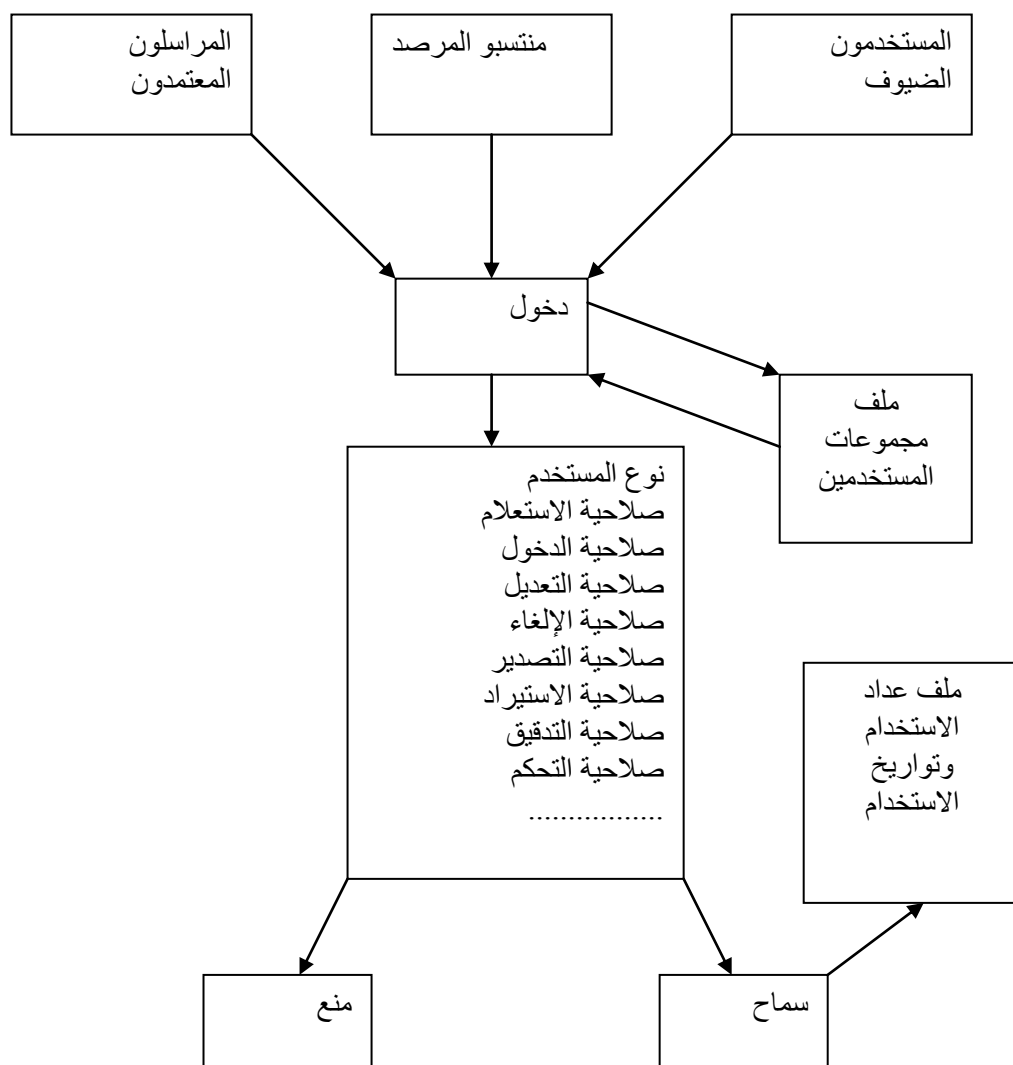 المستخدمون
الضيوف
منتسبو المرصد
المراسلون
المعتمدون
دخول
ملف
مجموعات
المستخدمين
نوع المستخدم
صلاحية الاستعلام
صلاحية الدخول
صلاحية التعديل
صلاحية الإلغاء
صلاحية التصدير
صلاحية الاستيراد
صلاحية التدقيق
صلاحية التحكم
.................
ملف عداد
الاستخدام
وتواريخ
الاستخدام
سماح
منع